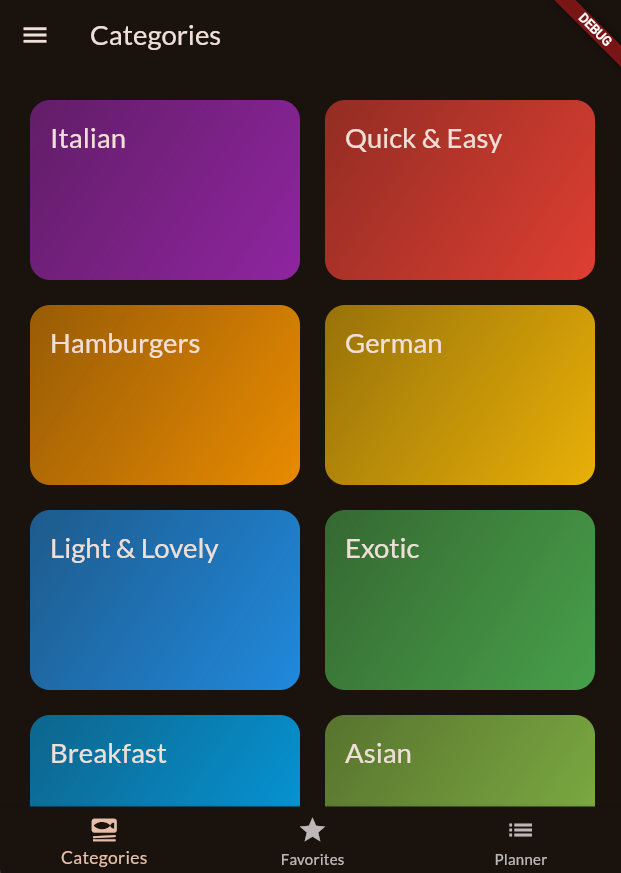 Categories
DEBUG
Italian
Quick & Easy
Hamburgers
German
Light & Lovely
Exotic
Breakfast
Asian
Categories
Favorites
Planner